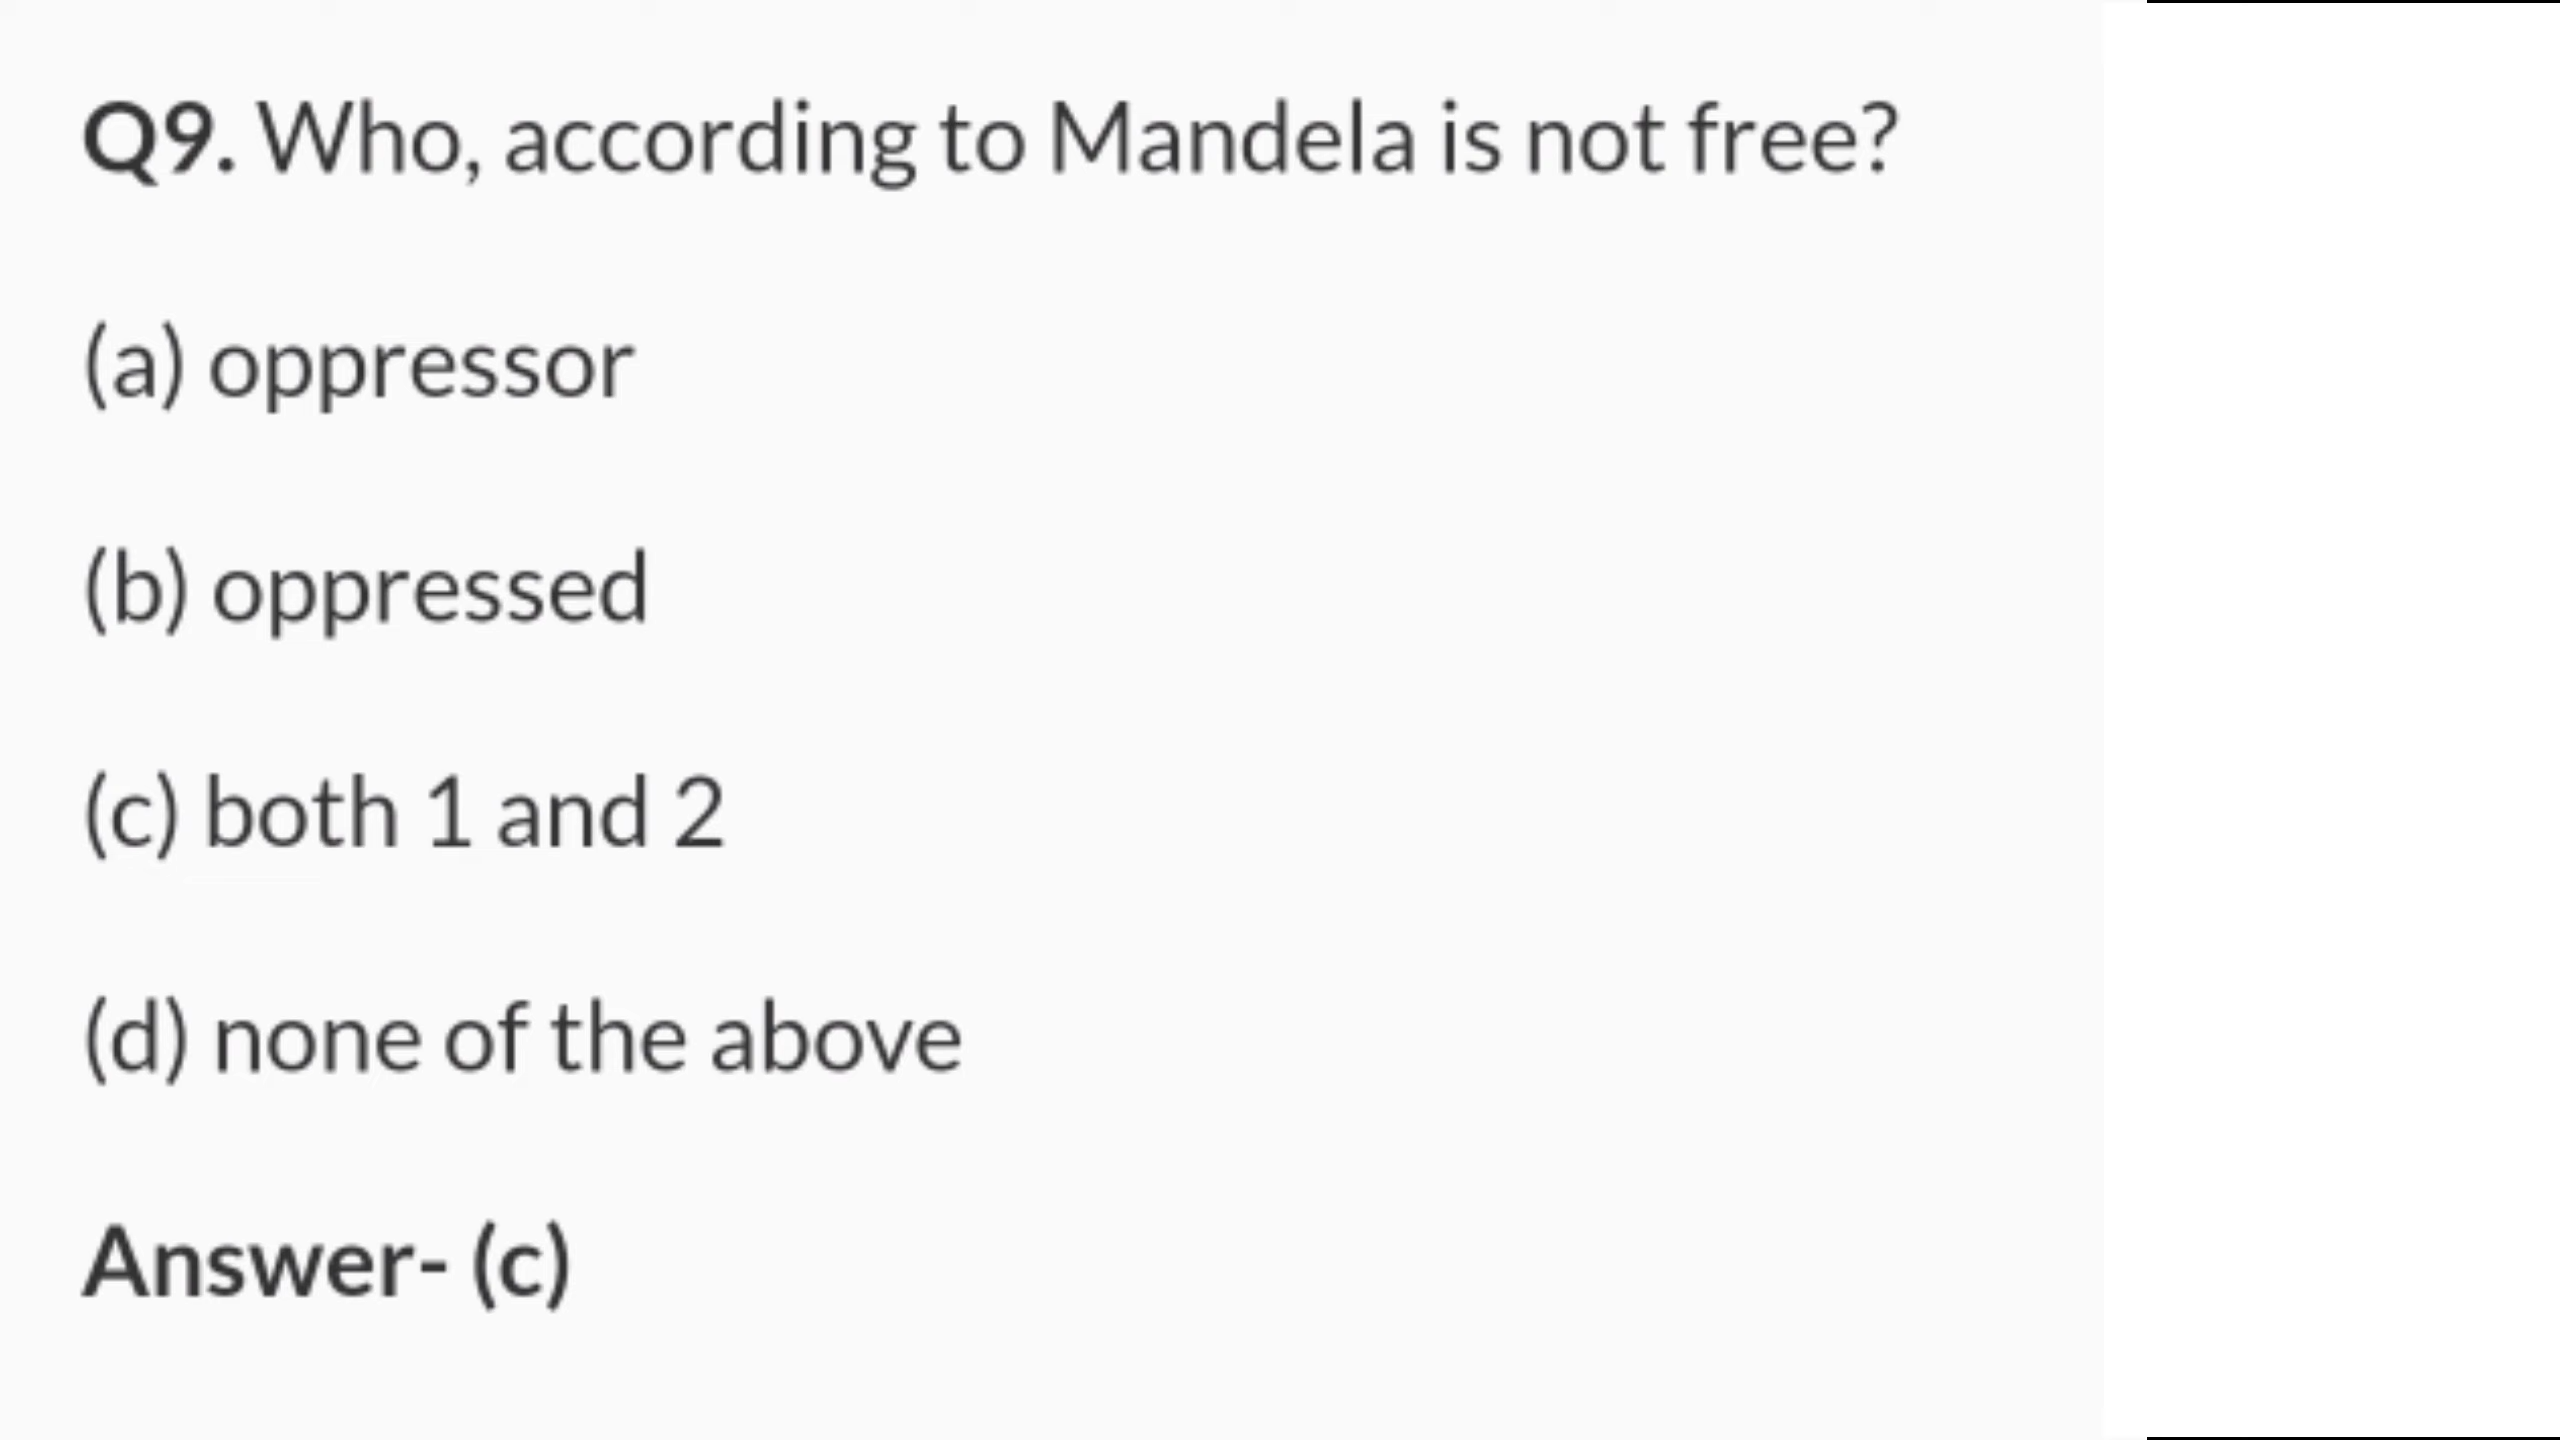 Q9. Who, according to Mandela is not free?
(a) oppressor
(b) oppressed
(c) both 1 and 2
(d) none of the above
Answer- (c)